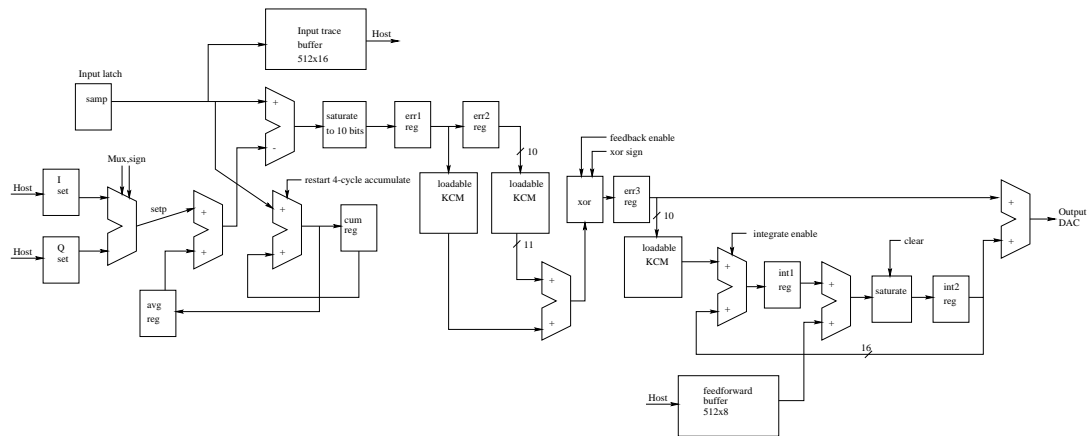 Input trace
buffer
512x16
Host
Input latch
samp
+
-
saturate
to 10 bits
err1
reg
err2
reg
10
feedback enable
xor sign
Mux,sign
Host
I
set
setp
Host
Q
set
+
+
avg
reg
restart 4-cycle accumulate
+
+
cum
reg
loadable
KCM
loadable
KCM
11
+
+
xor
err3
reg
10
loadable
KCM
integrate enable
+
+
int1
reg
+
+
clear
saturate
int2
reg
16
+
+
Output
DAC
Host
feedforward
buffer
512x8